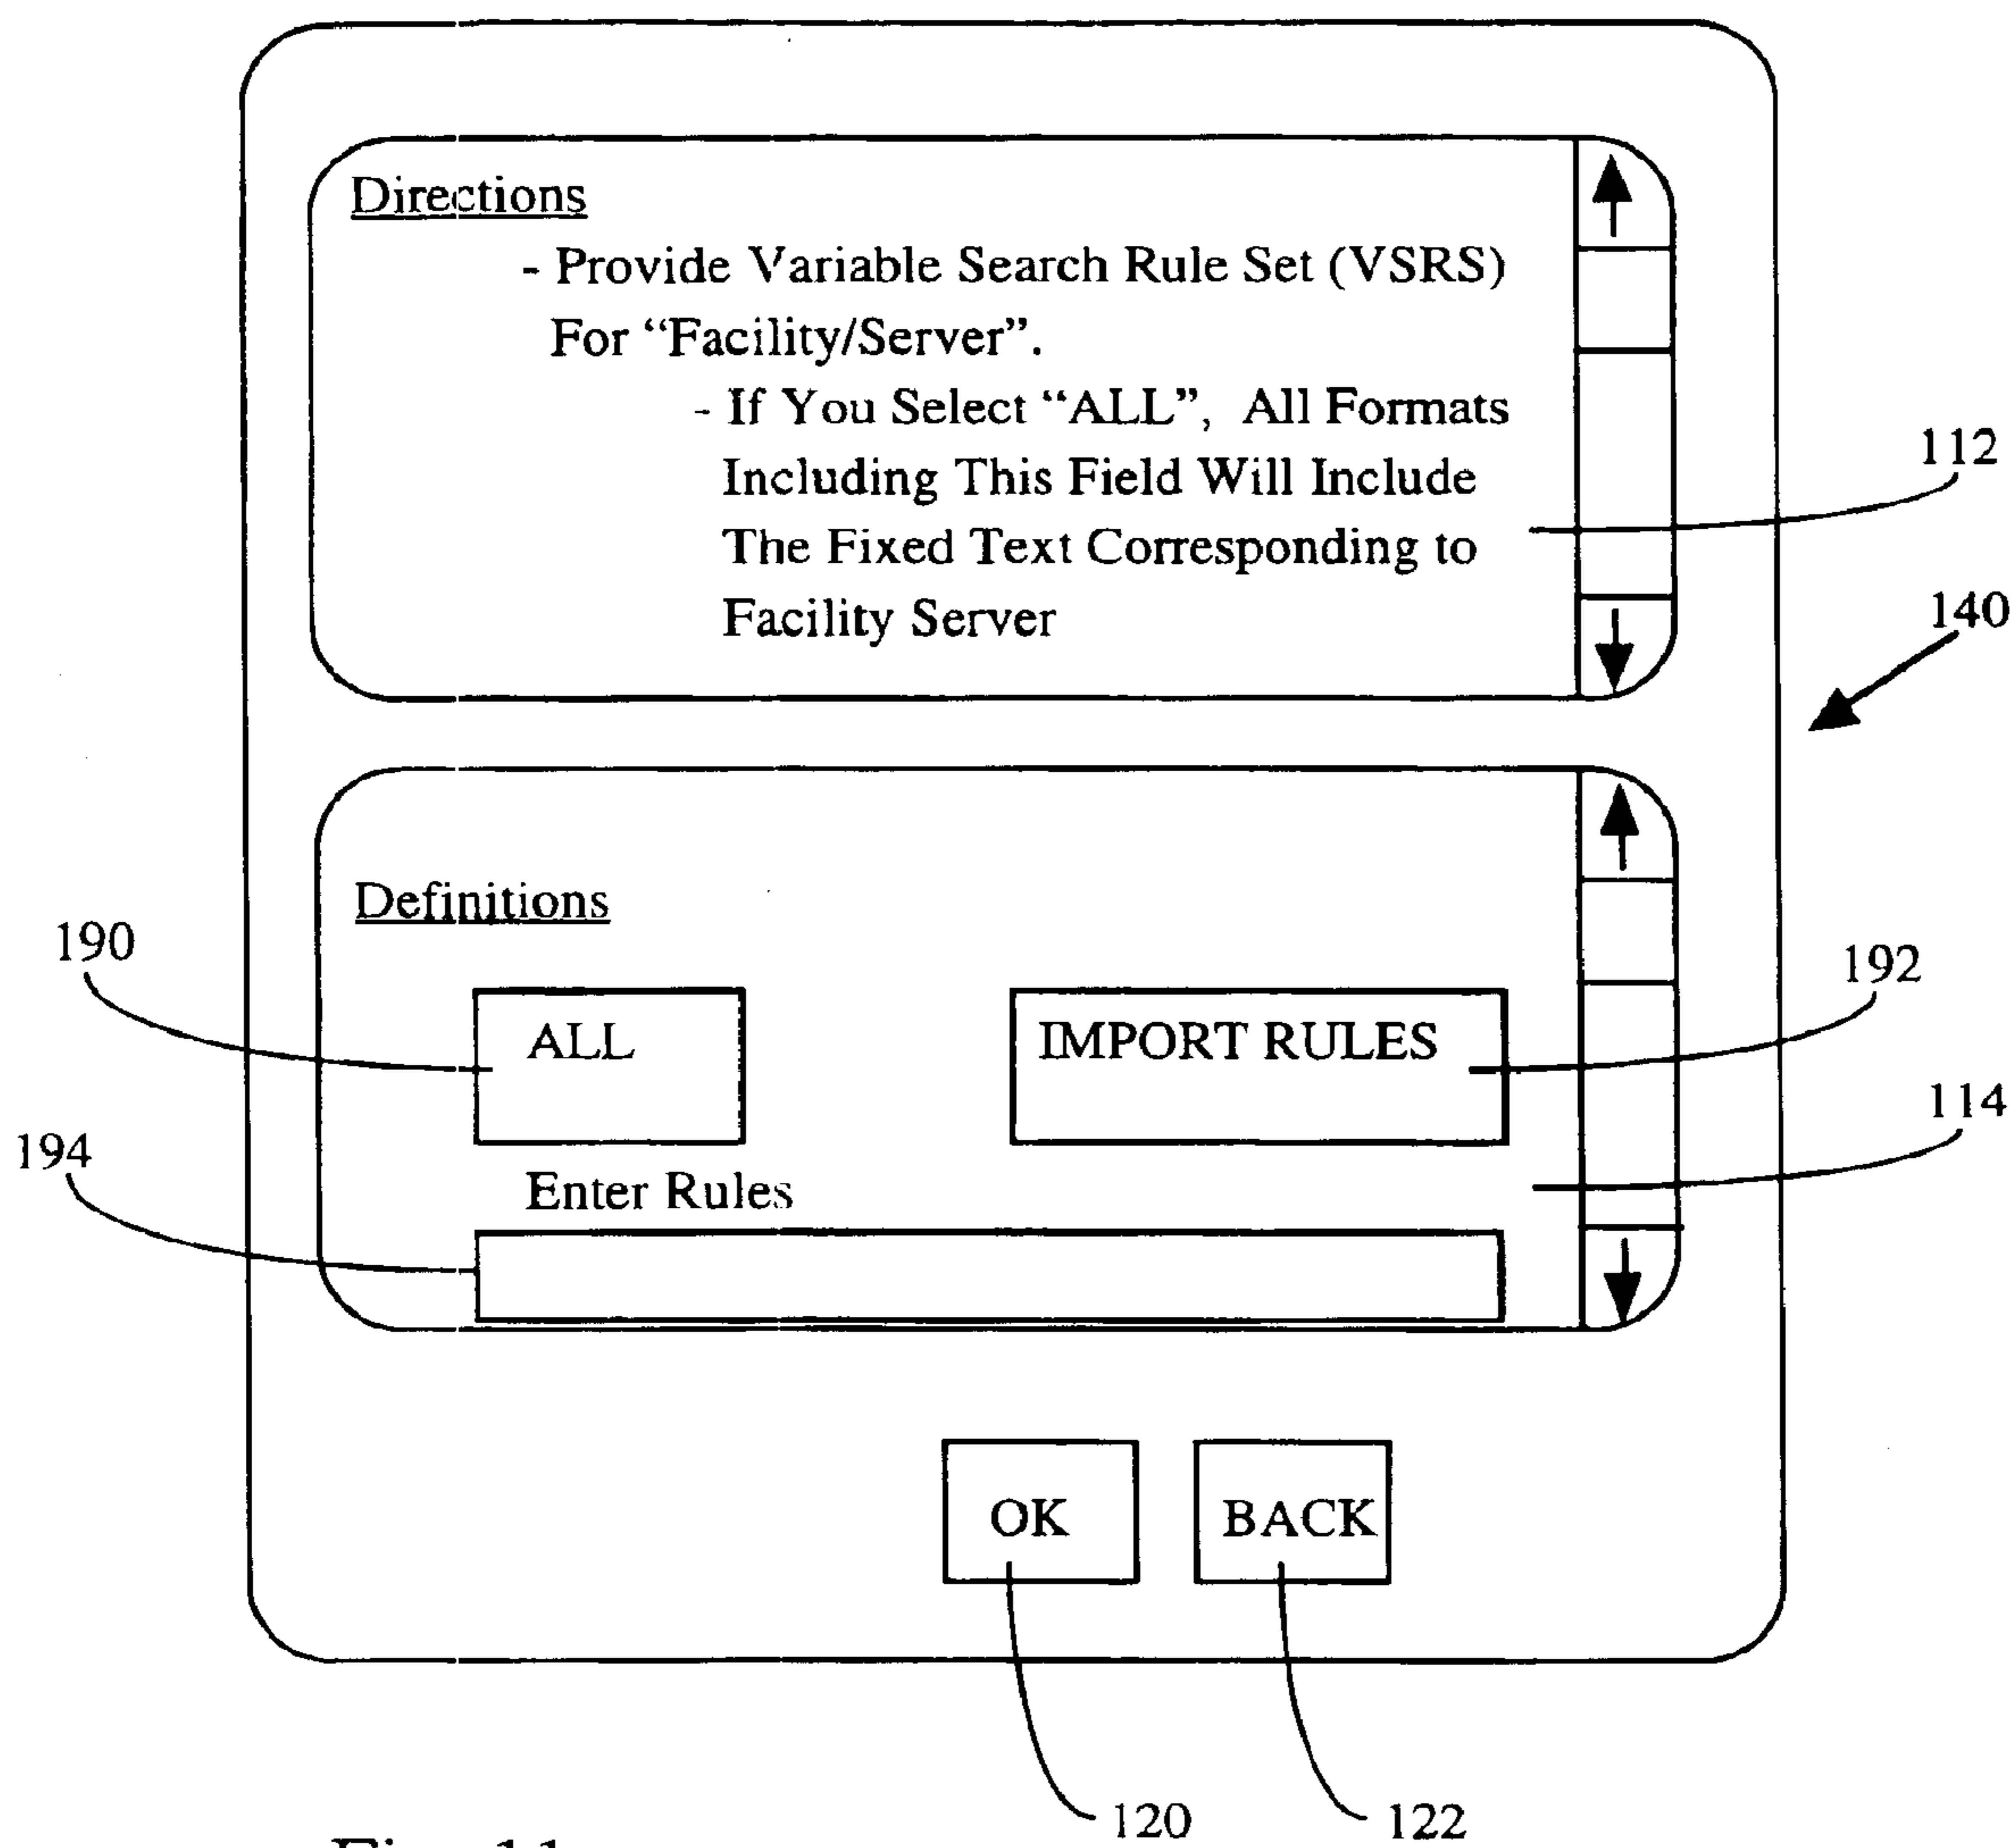 Directions
- Provide Variable Search Rule Set (VSRS)
For “Facility/Server”.
- If You Select “ALL”, All Formats
Including This Field Will Include
The Fixed Text Corresponding to
Facility Server
112
140
Definitions
190
ALL
IMPORT RULES
192
114
194
Enter Rules
OK
BACK
120
122
Fig. 11